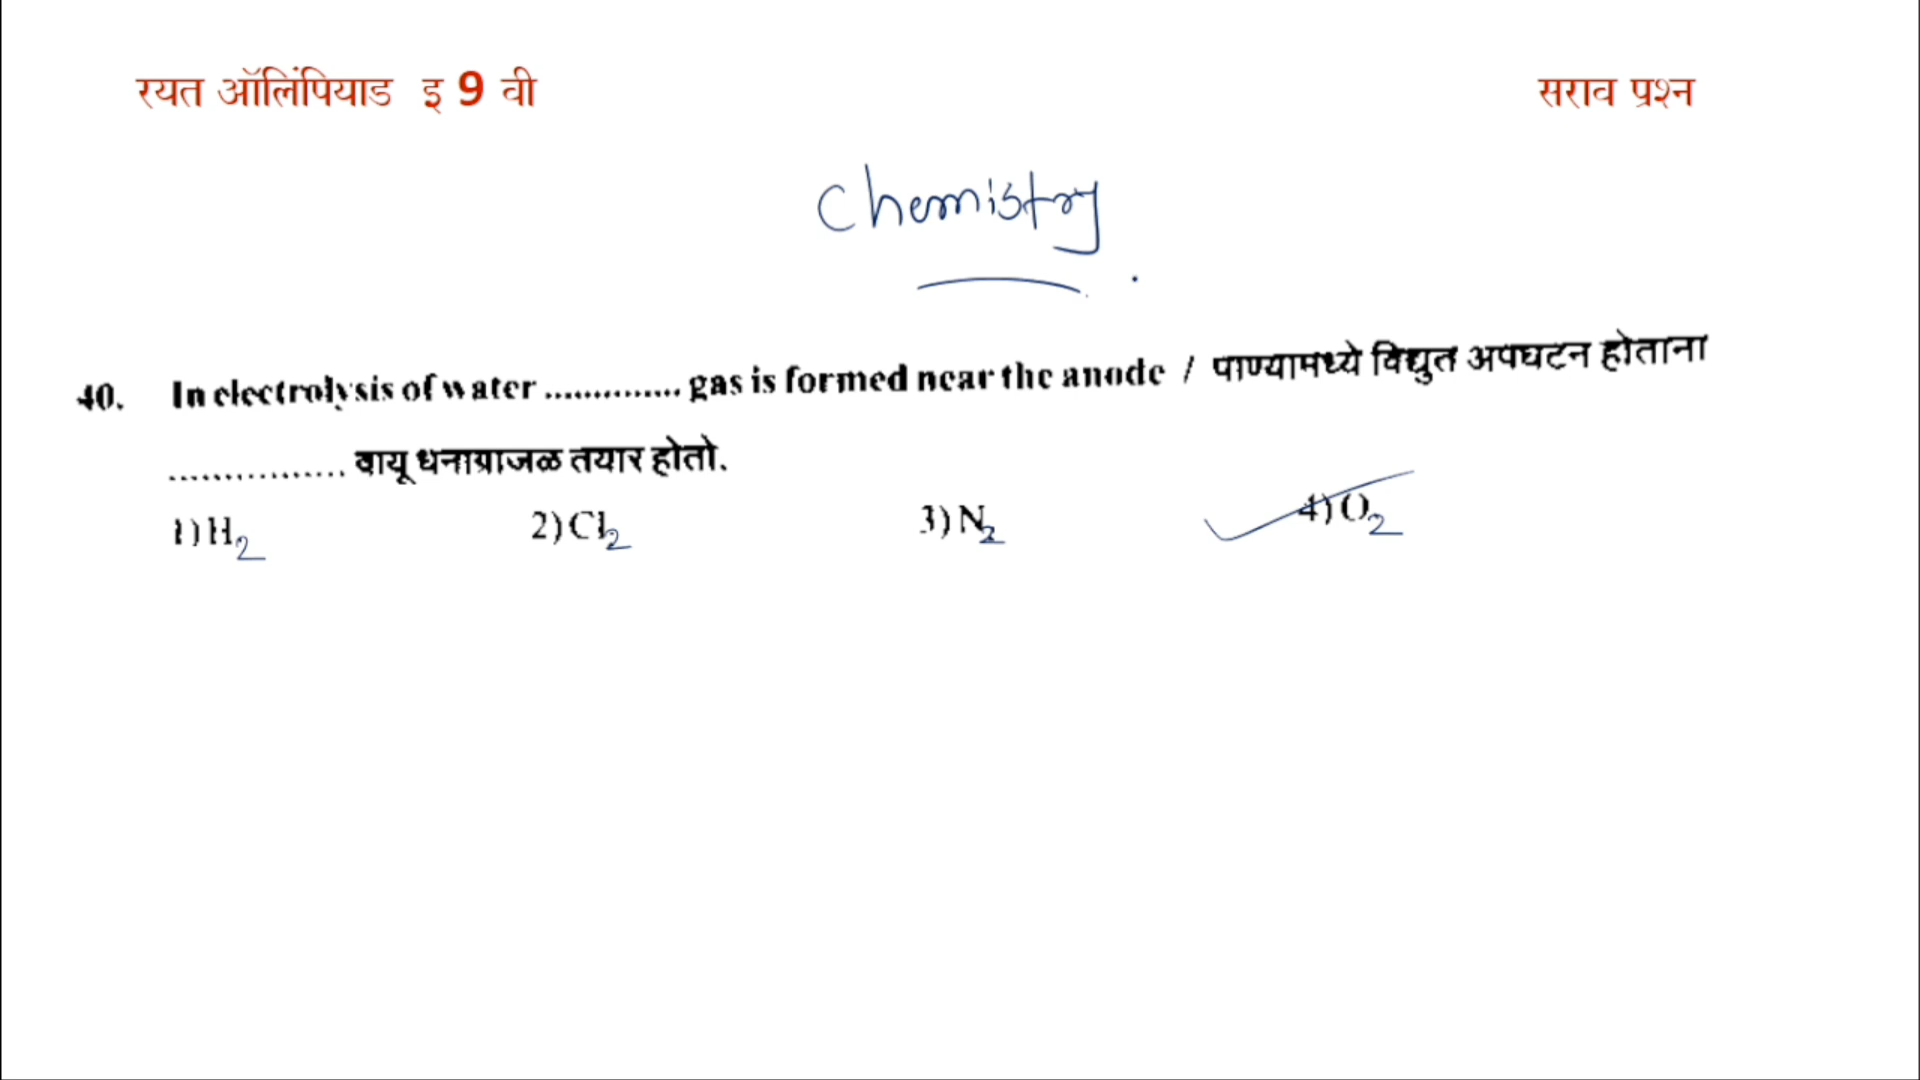 रयत ऑलिंपियाड इ 9 वी
सराव प्रश्न
Chemistry
40. In electrolysis of water ............. gas is formed near the anode / पाण्यामध्ये विद्युत अपघटन होताना
................ वायू धनाग्राजळ तयार होतो.
1) H2 2) Cl2 3) N2 4) O2